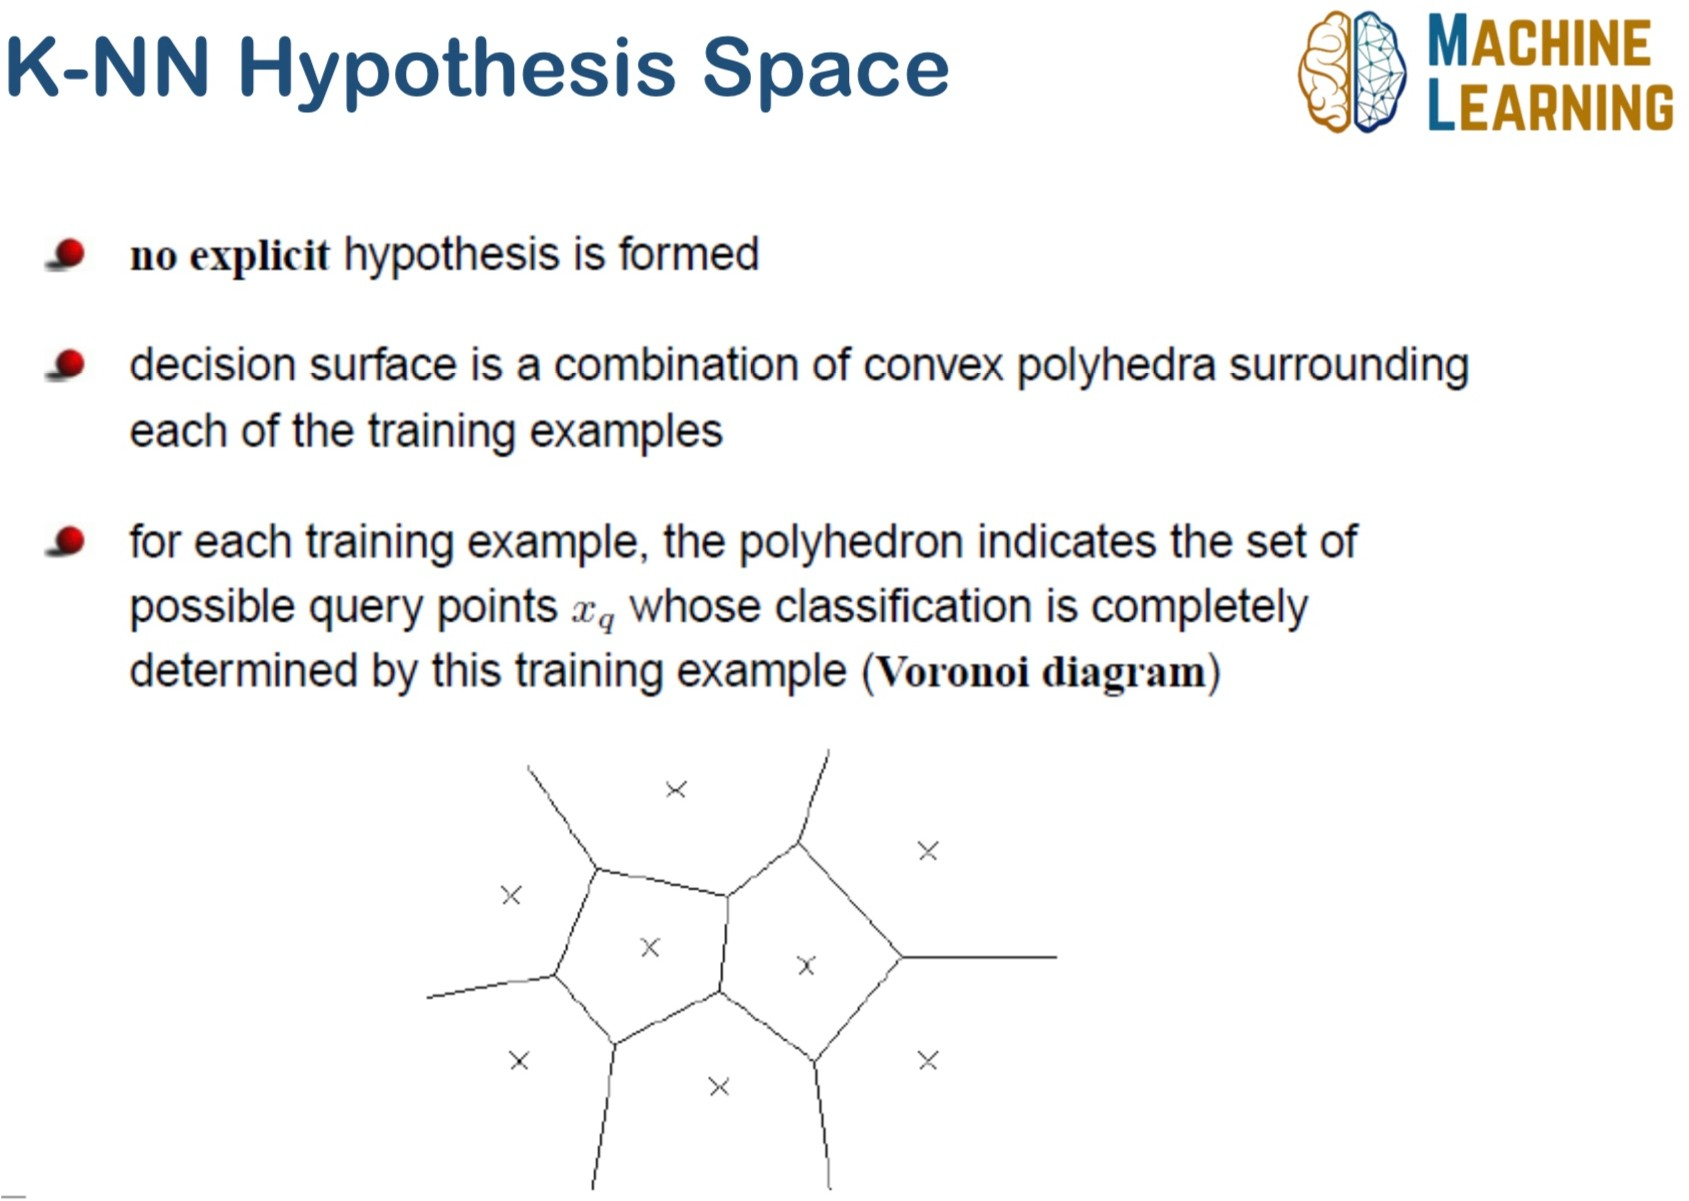 K-NN Hypothesis Space
MACHINE
LEARNING
no explicit hypothesis is formed
decision surface is a combination of convex polyhedra surrounding
each of the training examples
for each training example, the polyhedron indicates the set of
possible query points x_q whose classification is completely
determined by this training example (Voronoi diagram)